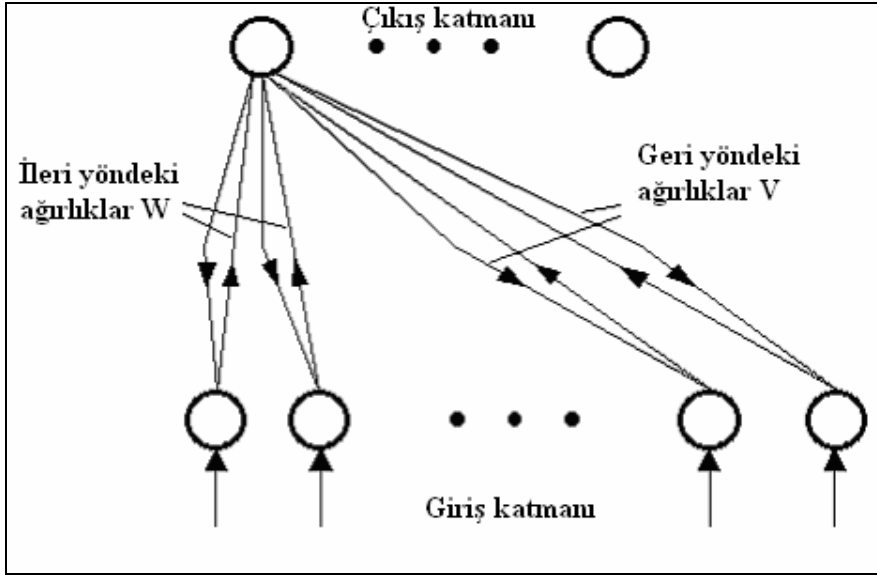 Çıkış katmanı
İleri yöndeki
ağırlıklar W
Geri yöndeki
ağırlıklar V
Giriş katmanı